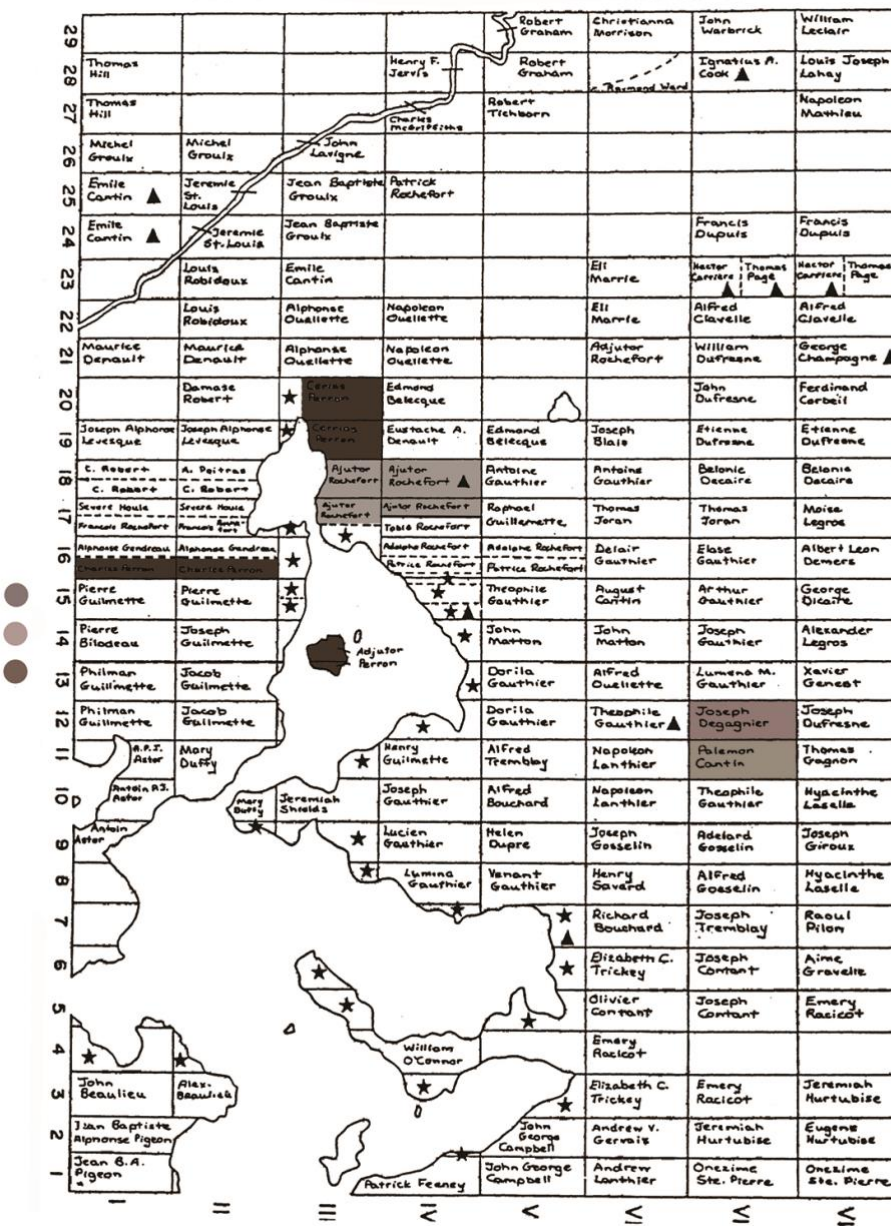 29
Robert Graham
Christianna Morrison
John Warbrick
William Leclair
28
Thomas Hill
Henry F. Jervis
Robert Graham
Raymond Ward
Ignatius A. Cook
Louis Joseph Lahay
27
Thomas Hill
Charles
Robert Tichborn
Napoleon Mathieu
26
Michel Groulx
Michel Groulx
John Lavigne
25
Emile Cantin
Jeremie St. Louis
Jean Baptiste Groulx
Patrick Rochefort
24
Emile Cantin
Jeremie St. Louis
Jean Baptiste Groulx
Francis Dupuis
Francis Dupuis
23
Louis Robidoux
Emile Cantin
Eli Marrie
Hector Carriere
Thomas Page
Hector Carriere
Thomas Page
22
Louis Robidoux
Alphonse Ouellette
Napoleon Ouellette
Eli Marrie
Alfred Clavelle
Alfred Clavelle
21
Maurice Denault
Maurice Denault
Alphonse Ouellette
Napoleon Ouellette
Adjutor Rochefort
William Dufresne
George Champagne
20
Damase Robert
Perron
Edmond Belecque
John Dufresne
Ferdinand Corbeil
19
Joseph Alphonse Levesque
Joseph Alphonse Levesque
Perron
Eustache A. Denault
Edmond Belecque
Joseph Blais
Etienne Dufresne
Etienne Dufresne
18
C. Robert
A. Poitras
Ajutor Rochefort
Ajutor Rochefort
Antoine Gauthier
Antoine Gauthier
Belonie Decaire
Belonie Decaire
C. Robert
C. Robert
17
Severe Houle
Severe Houle
Ajutor Rochefort
Ajutor Rochefort
Raphael Guillemette
Thomas Joran
Thomas Joran
Moise Legros
Francois Rochefort
Francois Rochefort
Tobie Rochefort
16
Alphonse Gendreau
Alphonse Gendreau
Adolphe Rochefort
Adolphe Rochefort
Delair Gauthier
Elase Gauthier
Albert Leon Demers
Charles Perron
Charles Perron
Patrice Rochefort
Patrice Rochefort
15
Pierre Guilmette
Pierre Guilmette
Theophile Gauthier
August Cantin
Arthur Gauthier
George Dicaite
14
Pierre Bilodeau
Joseph Guilmette
Adjutor Perron
John Matton
John Matton
Joseph Gauthier
Alexander Legros
13
Philman Guillmette
Jacob Guilmette
Dorila Gauthier
Alfred Ouellette
Lumena M. Gauthier
Xavier Genest
12
Philman Guillmette
Jacob Guilmette
Dorila Gauthier
Theophile Gauthier
Joseph Degagnier
Joseph Dufresne
11
A.P.J. Astor
Mary Duffy
Henry Guilmette
Alfred Tremblay
Napoleon Lanthier
Palemon Cantin
Thomas Gagnon
10
Antoin P.J. Astor
Mary Duffy
Jeremiah Shields
Joseph Gauthier
Alfred Bouchard
Napoleon Lanthier
Theophile Gauthier
Hyacinthe Laselle
9
Antoin Astor
Lucien Gauthier
Helen Dupre
Joseph Gosselin
Adelard Gosselin
Joseph Giroux
8
Lumina Gauthier
Venant Gauthier
Henry Savard
Alfred Gosselin
Hyacinthe Laselle
7
Richard Bouchard
Joseph Tremblay
Raoul Pilon
6
Elizabeth C. Trickey
Joseph Contant
Aime Gravelle
5
Olivier Contant
Joseph Contant
Emery Racicot
4
William O'Connor
Emery Racicot
3
John Beaulieu
Alex. Beaulieu
Elizabeth C. Trickey
Emery Racicot
Jeremiah Hurtubise
2
Jean Baptiste Alphonse Pigeon
John George Campbell
Andrew V. Gervais
Jeremiah Hurtubise
Eugene Hurtubise
1
Jean B.A. Pigeon
Patrick Feeney
John George Campbell
Andrew Lanthier
Onezime Ste. Pierre
Onezime Ste. Pierre
I
II
III
IV
V
VI